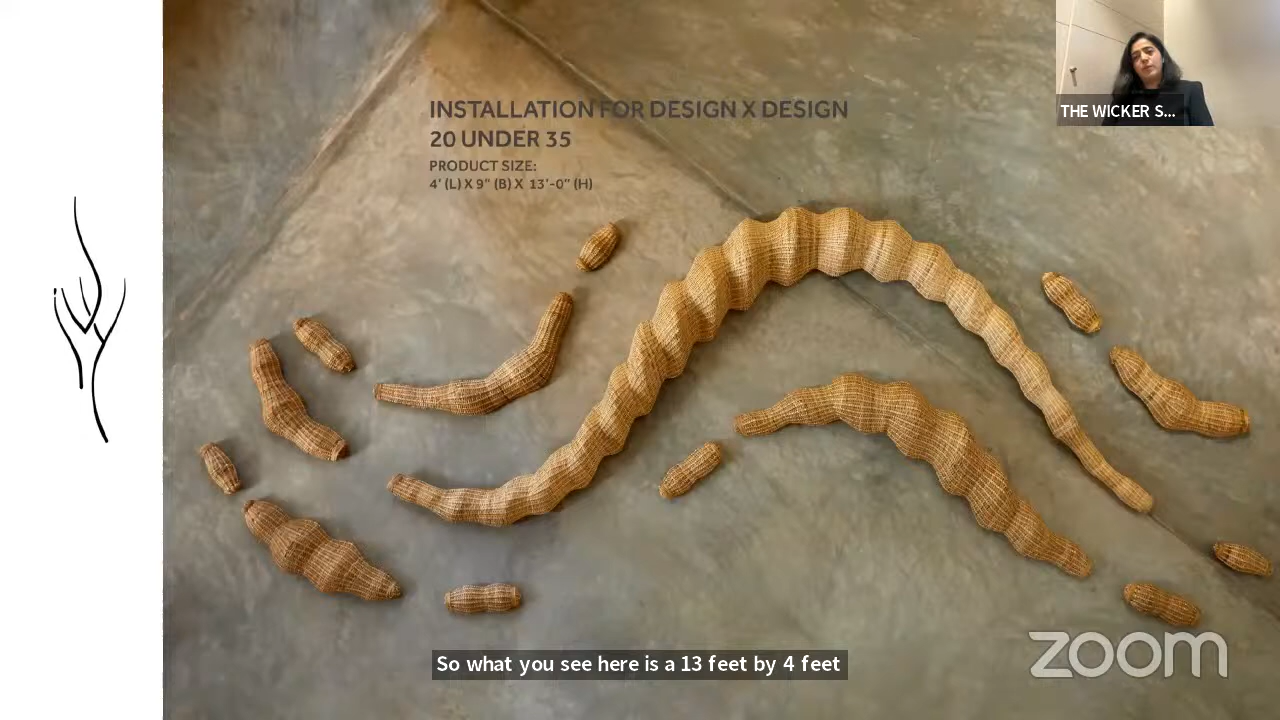 INSTALLATION FOR DESIGN X DESIGN
20 UNDER 35
PRODUCT SIZE:
4' (L) X 9" (B) X 13'-0" (H)
THE WICKER S...
So what you see here is a 13 feet by 4 feet
zoom